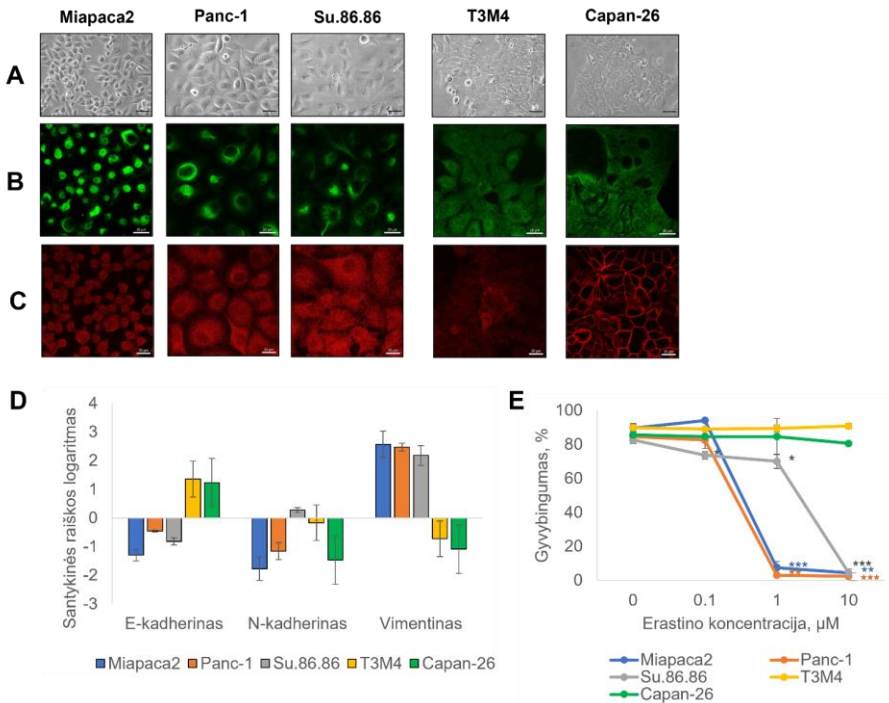 Miapaca2 Panc-1 Su.86.86 T3M4 Capan-26
A
B
C
D
Santykinės raiškos logaritmas
4
3
2
1
0
-1
-2
-3
E-kadherinas N-kadherinas Vimentinas
Miapaca2 Panc-1 Su.86.86 T3M4 Capan-26
E
Gyvybingumas, %
100
80
60
40
20
0
*
*
***
**
***
**
***
0 0.1 1 10
Erastino koncentracija, µM
Miapaca2 Panc-1
Su.86.86 T3M4
Capan-26